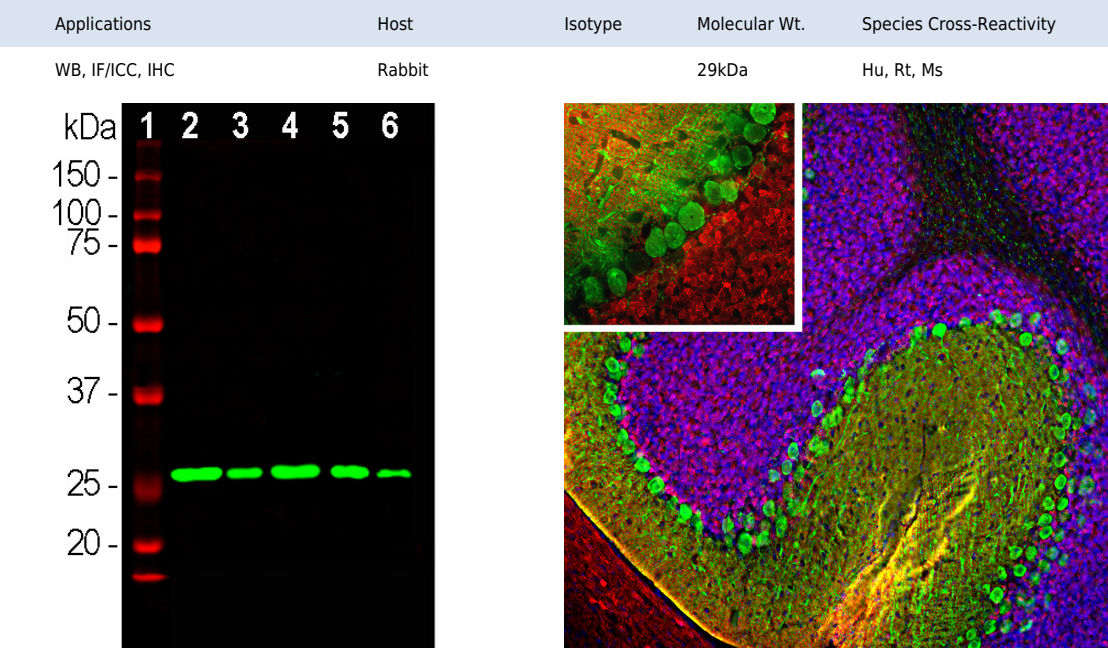 Applications Host Isotype Molecular Wt. Species Cross-Reactivity
WB, IF/ICC, IHC Rabbit 29kDa Hu, Rt, Ms
kDa 1 2 3 4 5 6
150 -
100 -
75 -
50 -
37 -
25 -
20 -